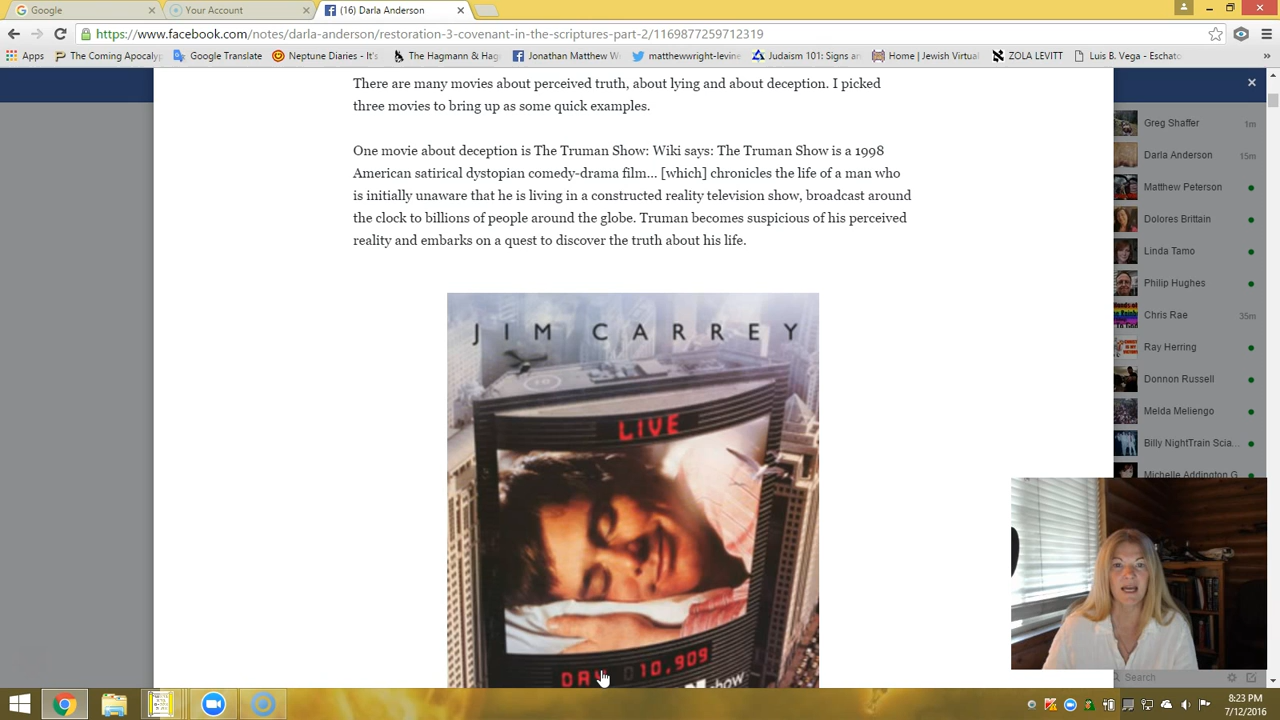 Google
Your Account
(16) Darla Anderson
https://www.facebook.com/notes/darla-anderson/restoration-3-covenant-in-the-scriptures-part-2/1169877259712319
Apps
The Coming Apocalyp
Google Translate
Neptune Diaries - It's
The Hagmann & Hag
Jonathan Matthew W
matthewwright-image
Judaism 101: Signs an
Home | Jewish Virtual
ZOLA LEVITT
Luis B. Vega - Eschato
»
There are many movies about perceived truth, about lying and about deception. I picked
three movies to bring up as some quick examples.
One movie about deception is The Truman Show: Wiki says: The Truman Show is a 1998
American satirical dystopian comedy-drama film... [which] chronicles the life of a man who
is initially unaware that he is living in a constructed reality television show, broadcast around
the clock to billions of people around the globe. Truman becomes suspicious of his perceived
reality and embarks on a quest to discover the truth about his life.
JIM CARREY
LIVE
DAY 10,909
show
Greg Shaffer 1m
Darla Anderson 15m
Matthew Peterson
Dolores Brittain
Linda Tamo
Philip Hughes
Chris Rae 35m
Ray Herring
Donnon Russell
Melda Meliengo
Billy NightTrain Scia...
Michelle Addington G
Search
8:23 PM
7/12/2016